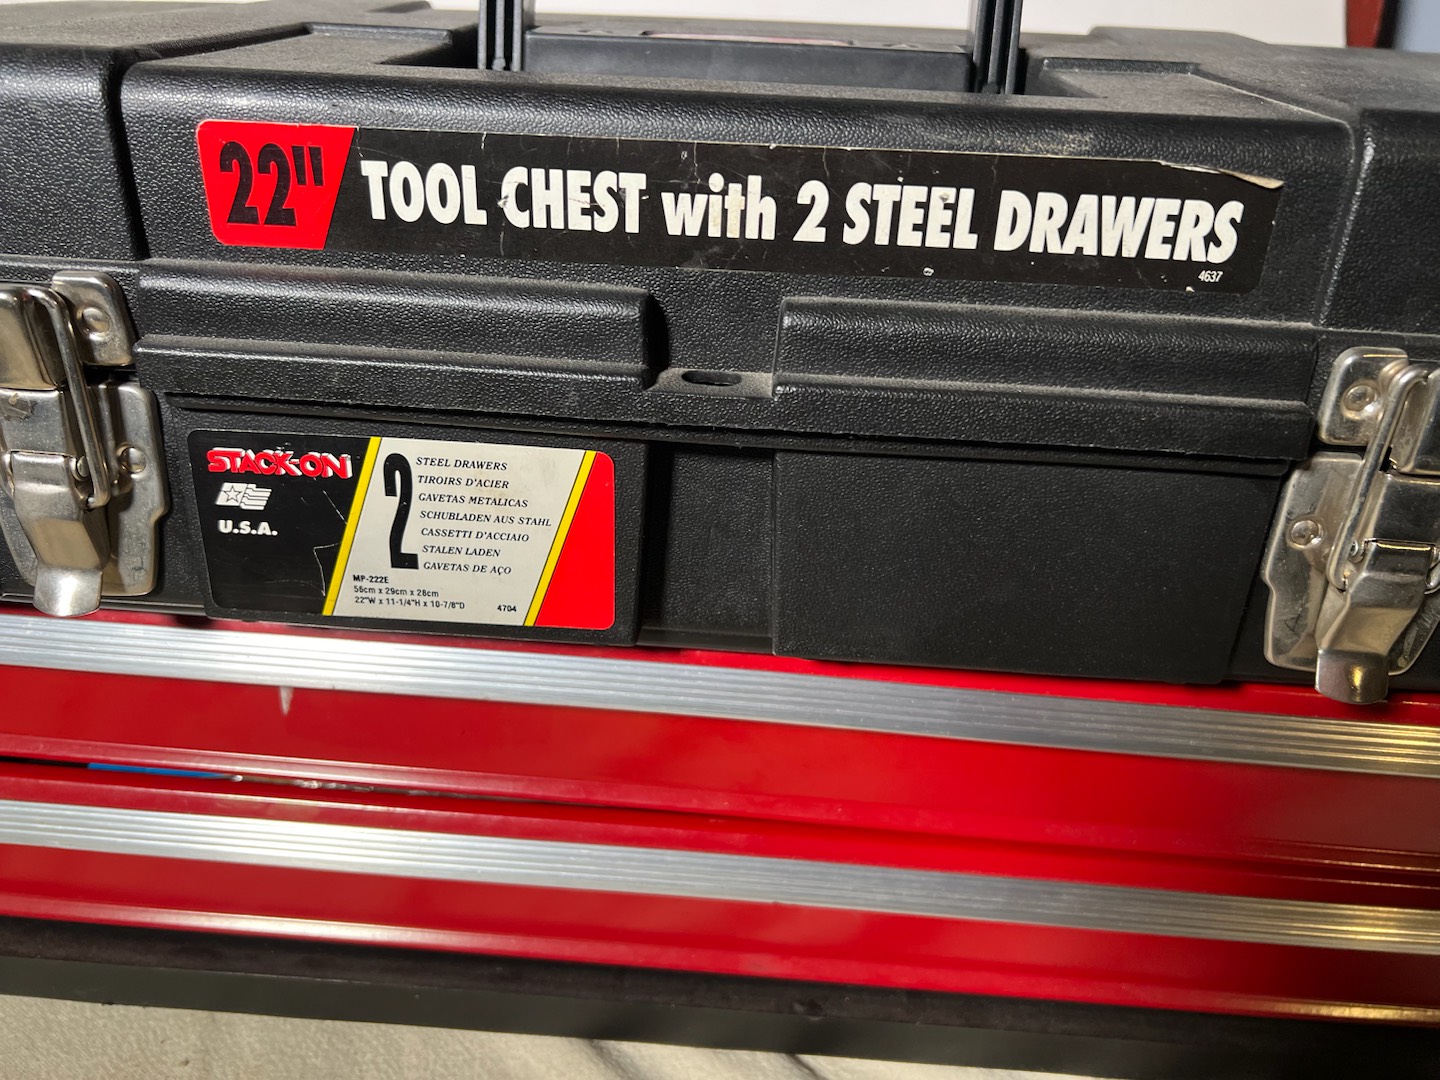 22" TOOL CHEST with 2 STEEL DRAWERS
4637
STACK-ON
U.S.A.
2
STEEL DRAWERS
TIROIRS D'ACIER
GAVETAS METALICAS
SCHUBLADEN AUS STAHL
CASSETTI D'ACCIAIO
STALEN LADEN
GAVETAS DE AÇO
MP-222E
56cm x 29cm x 28cm
22"W x 11-1/4"H x 10-7/8"D
4704